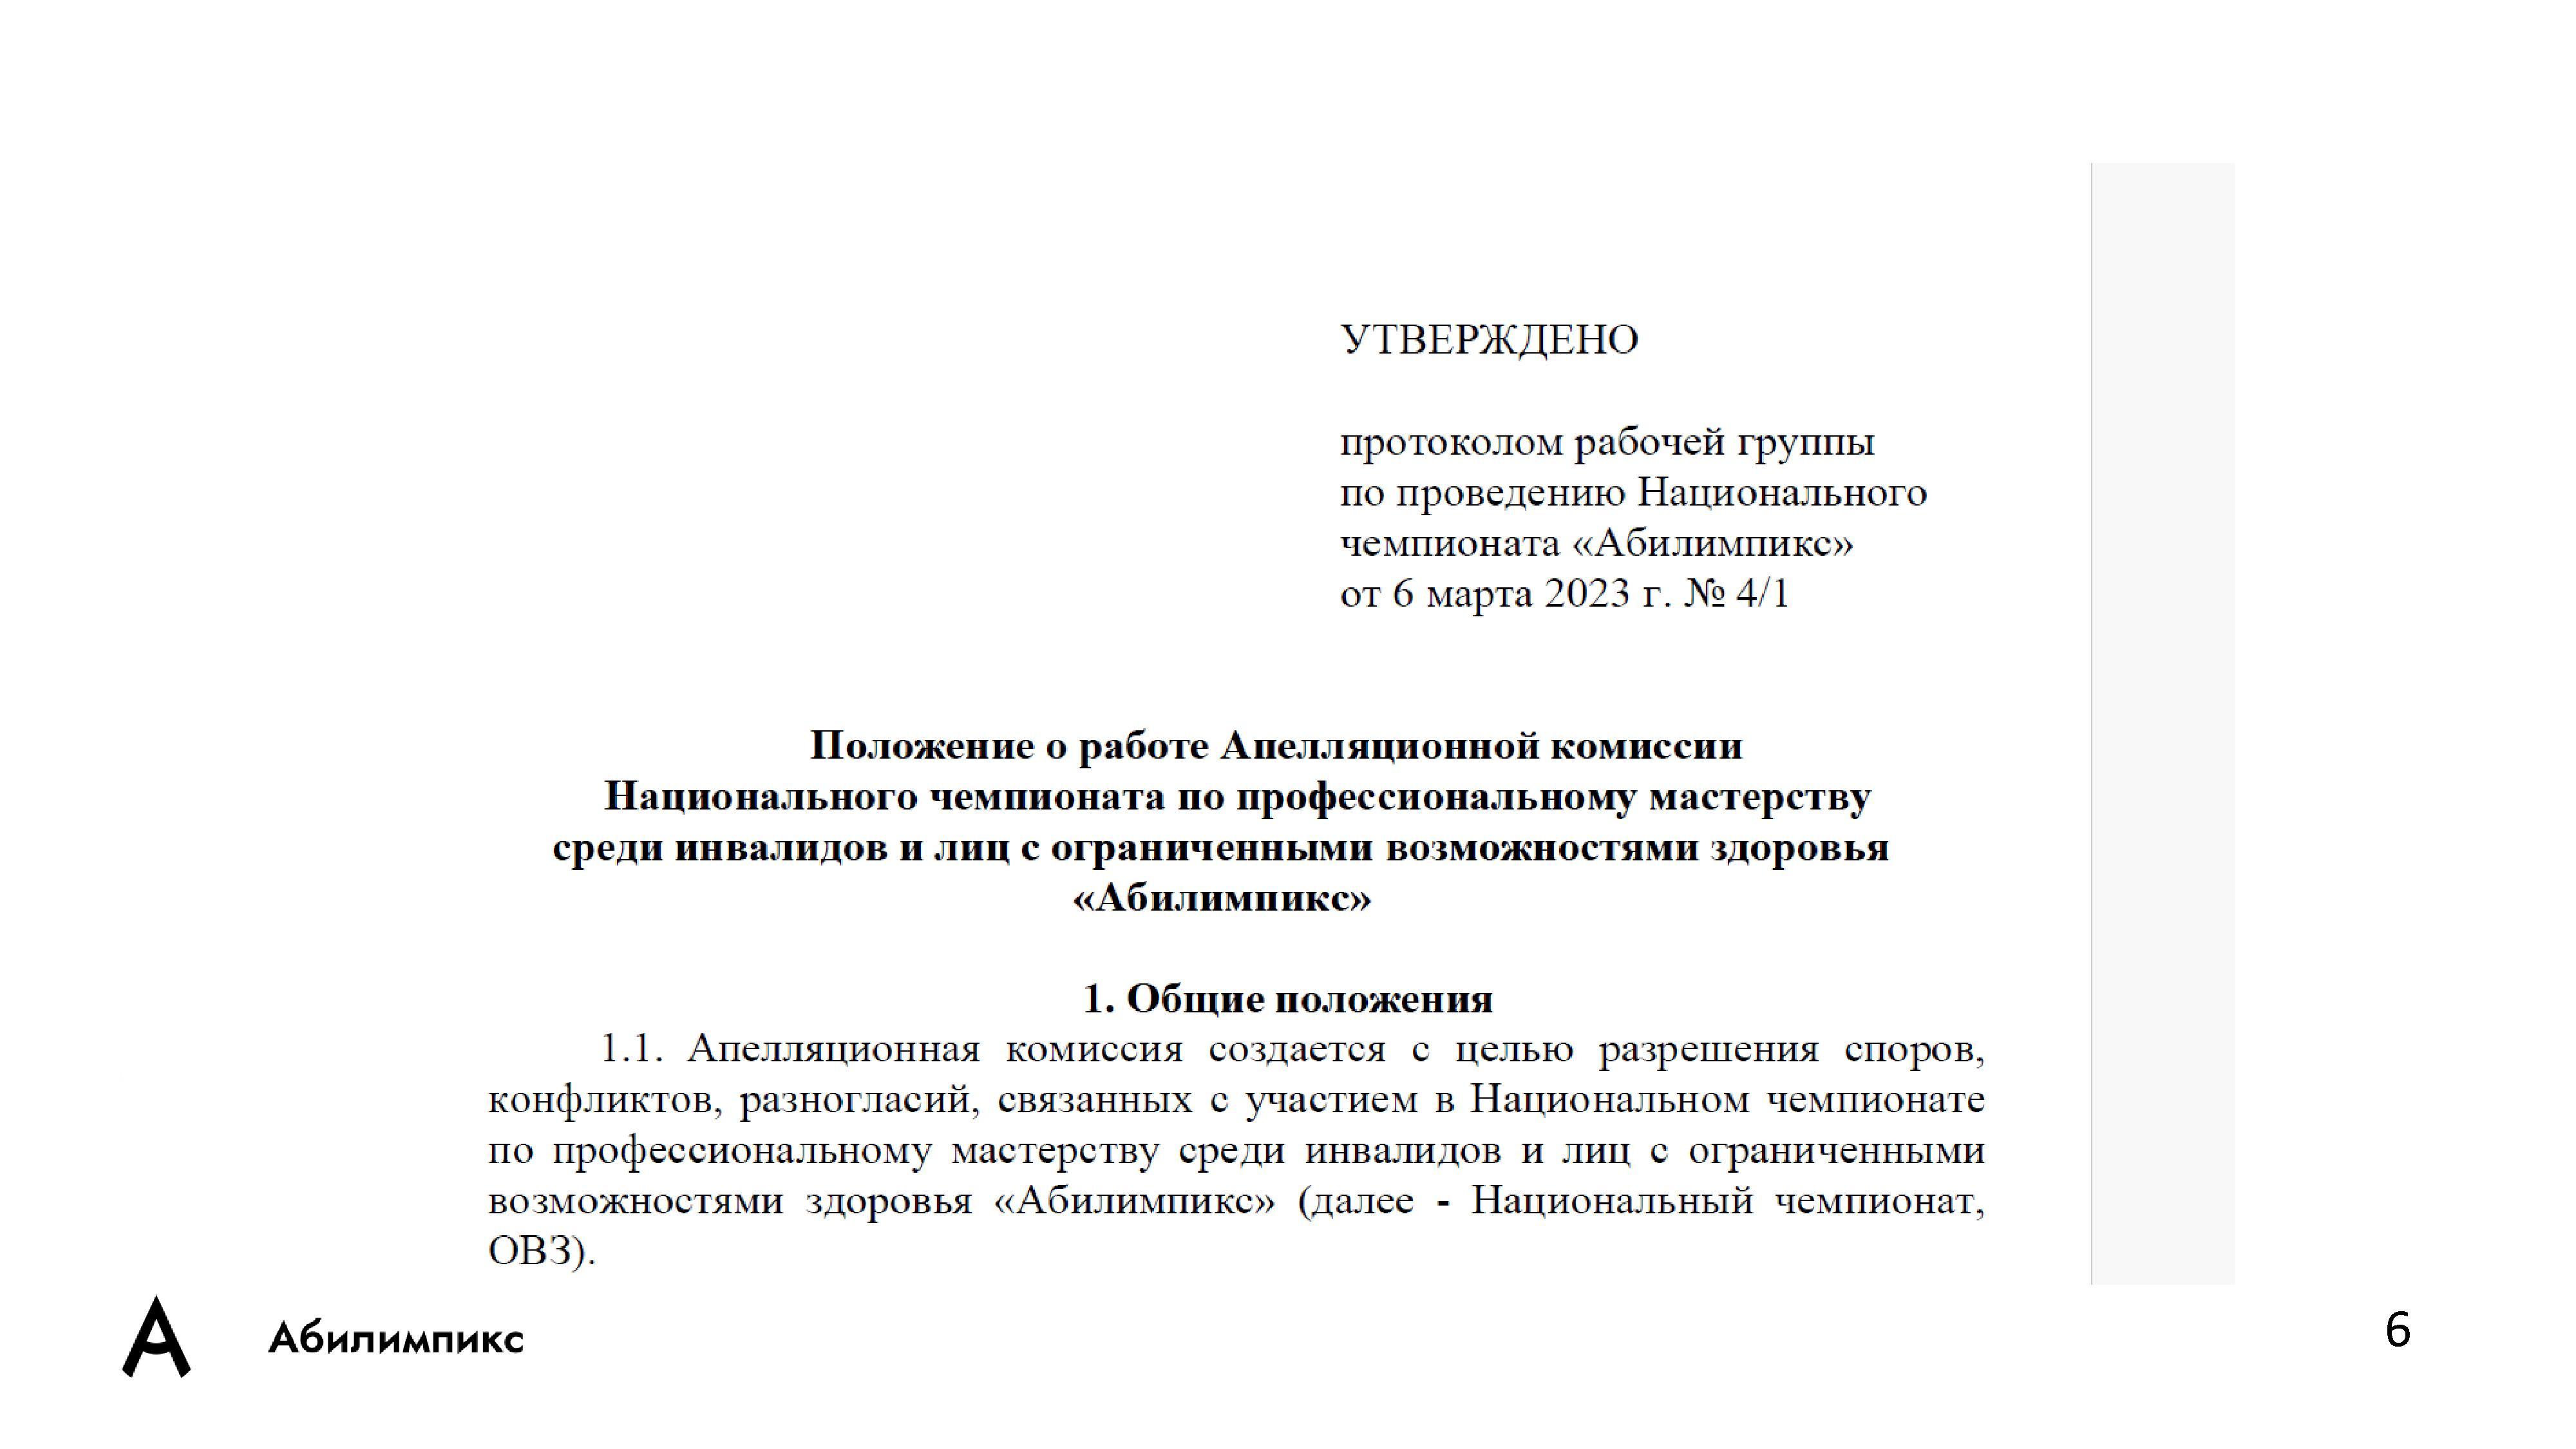 УТВЕРЖДЕНО
протоколом рабочей группы
по проведению Национального
чемпионата «Абилимпикс»
от 6 марта 2023 г. № 4/1
Положение о работе Апелляционной комиссии
Национального чемпионата по профессиональному мастерству
среди инвалидов и лиц с ограниченными возможностями здоровья
«Абилимпикс»
1. Общие положения
1.1. Апелляционная комиссия создается с целью разрешения споров,
конфликтов, разногласий, связанных с участием в Национальном чемпионате
по профессиональному мастерству среди инвалидов и лиц с ограниченными
возможностями здоровья «Абилимпикс» (далее - Национальный чемпионат,
ОВЗ).
Абилимпикс
6